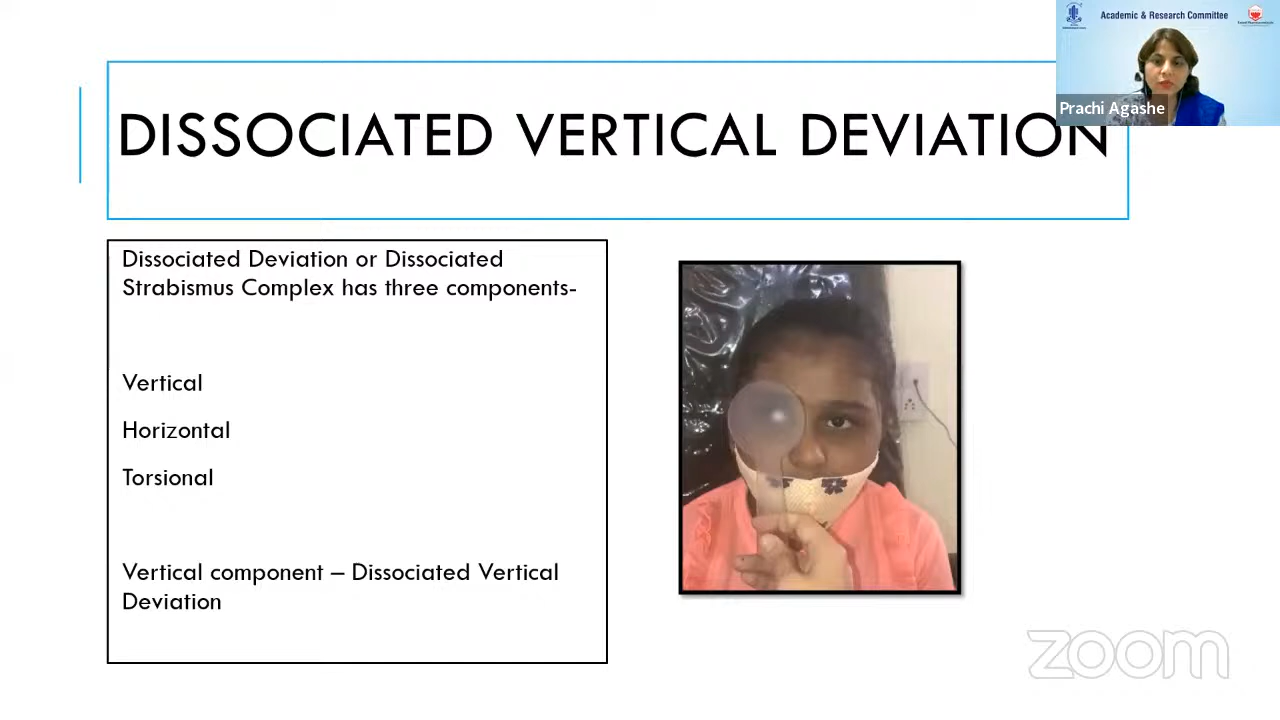 Academic & Research Committee
Prachi Agashe
DISSOCIATED VERTICAL DEVIATION
Dissociated Deviation or Dissociated
Strabismus Complex has three components-
Vertical
Horizontal
Torsional
Vertical component – Dissociated Vertical
Deviation
zoom